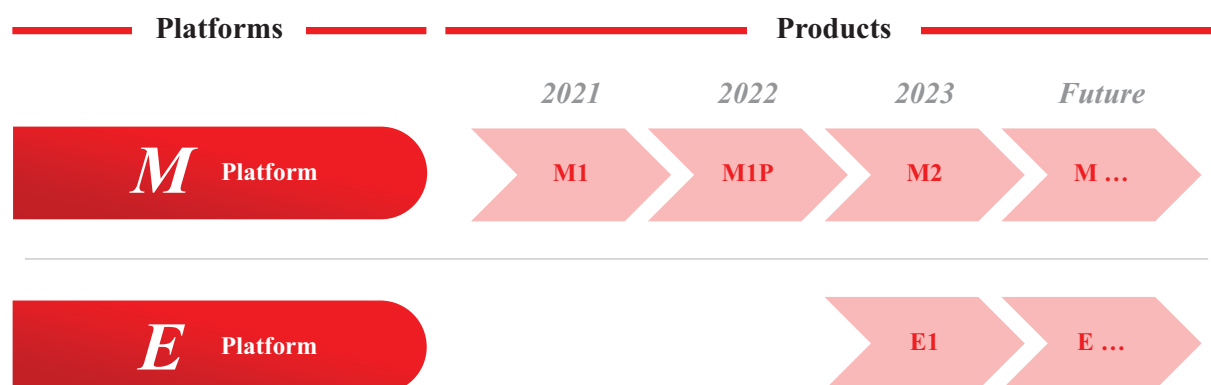 Platforms Products
2021 2022 2023 Future
M Platform M1 M1P M2 M …
E Platform E1 E …